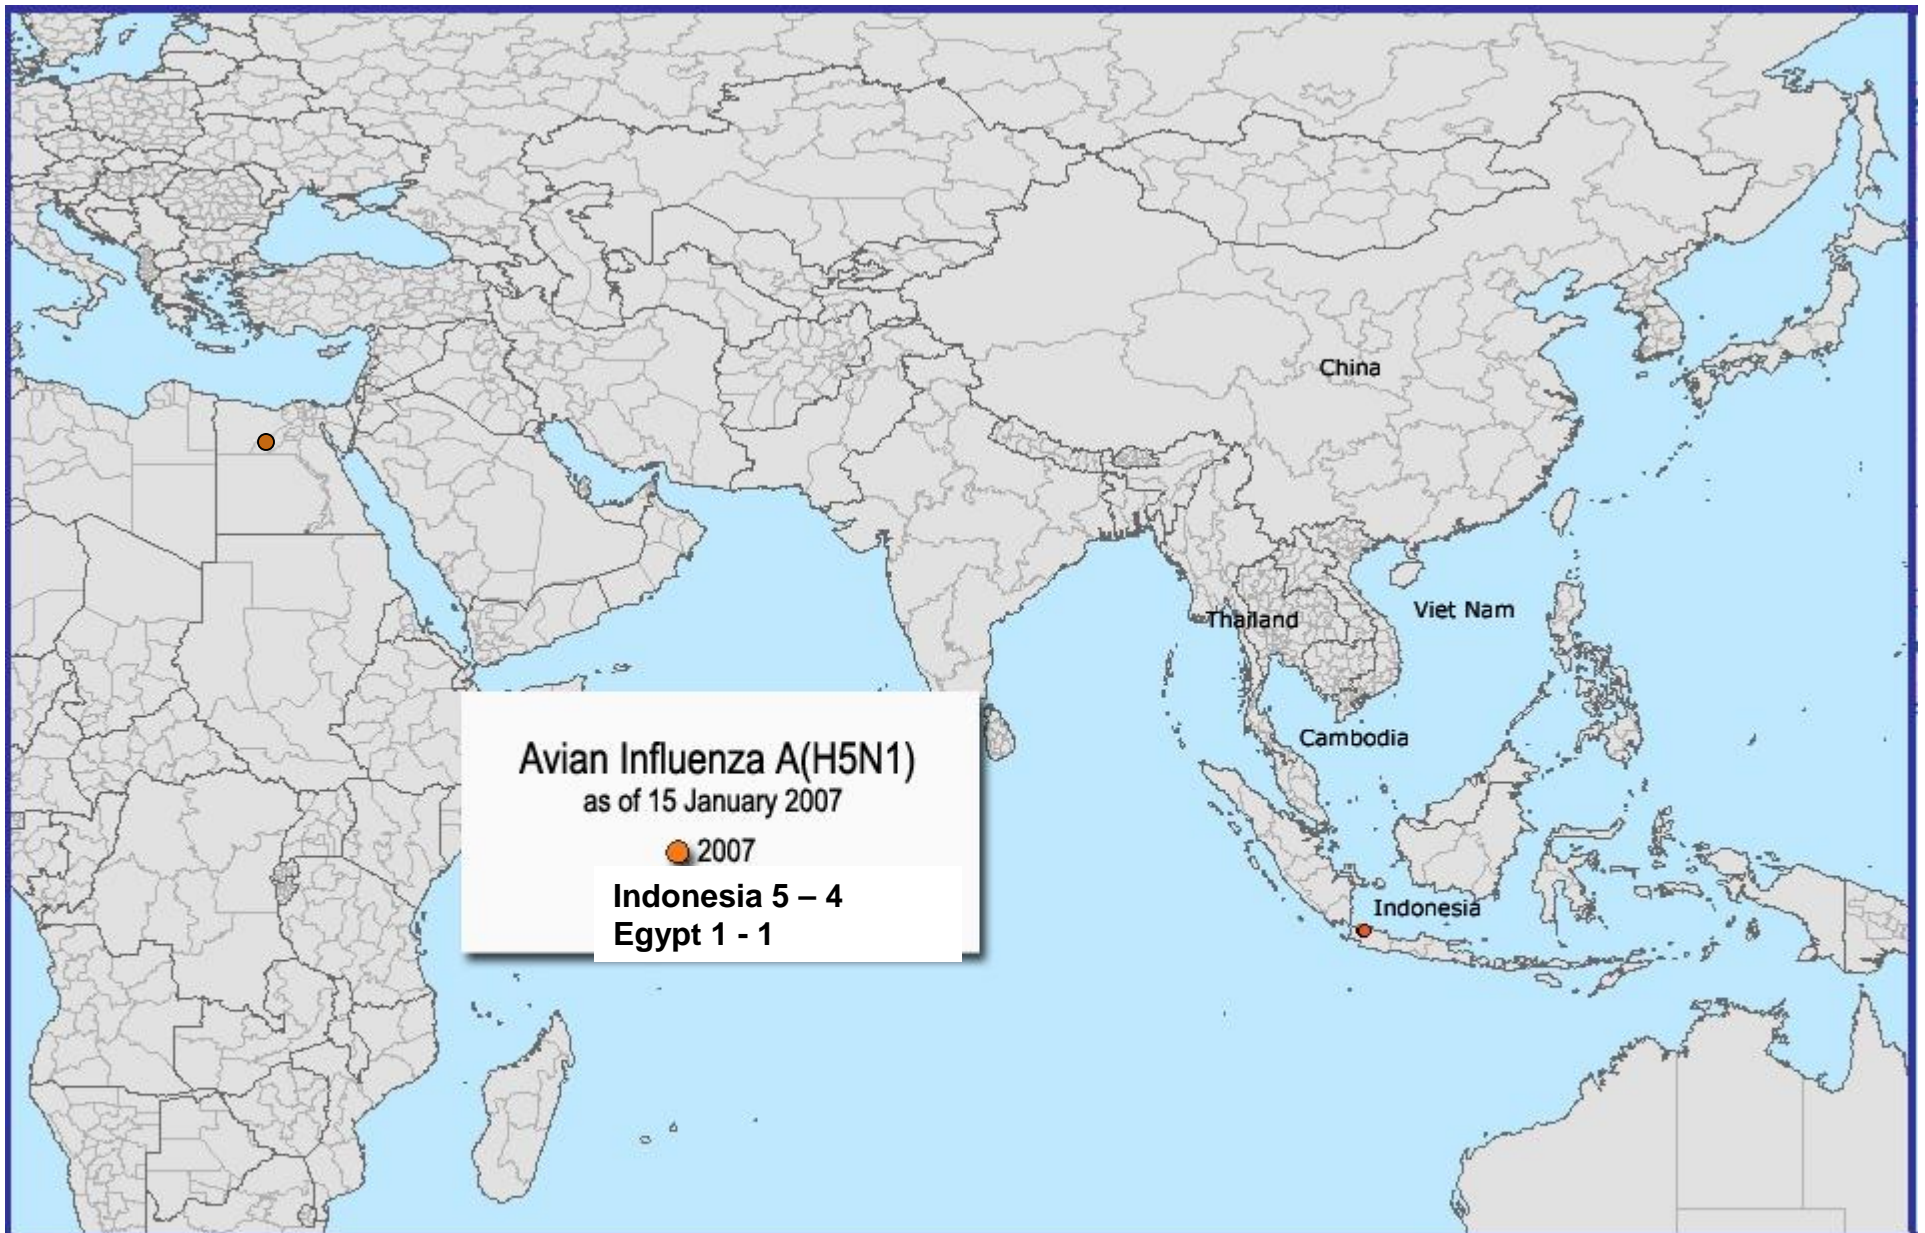 China
Viet Nam
Thailand
Cambodia
Avian Influenza A(H5N1)
as of 15 January 2007
2007
Indonesia 5 – 4
Egypt 1 - 1
Indonesia